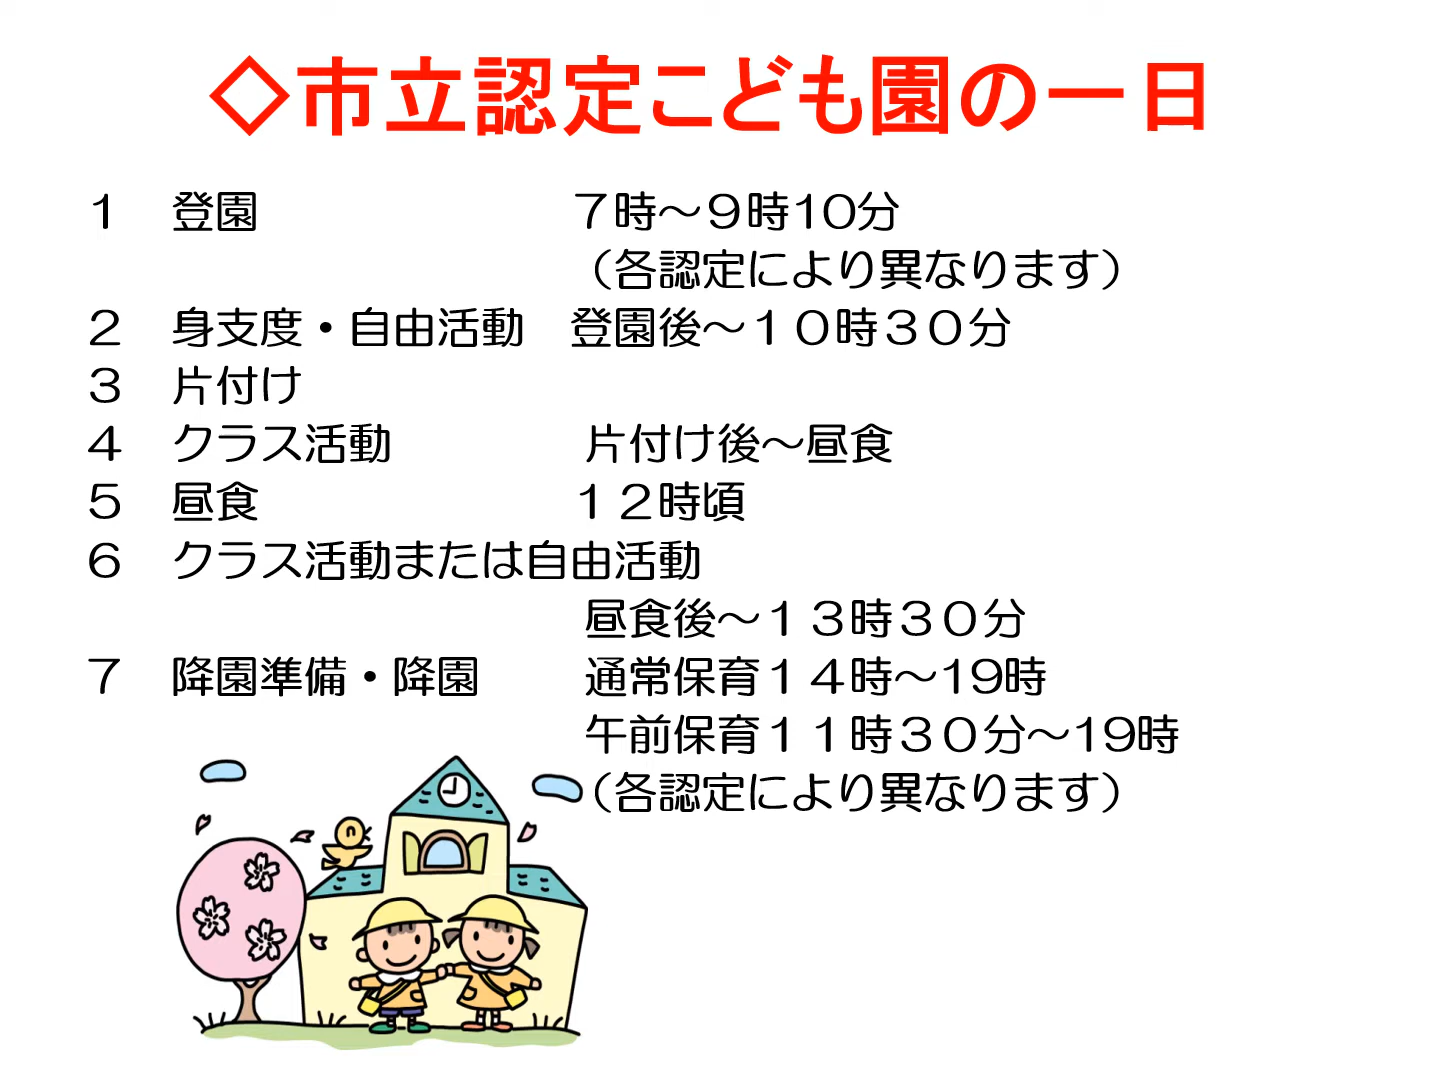 ◇市立認定こども園の一日
１　登園　７時～９時10分
（各認定により異なります）
２　身支度・自由活動　登園後～１０時３０分
３　片付け
４　クラス活動　片付け後～昼食
５　昼食　１２時頃
６　クラス活動または自由活動
昼食後～１３時３０分
７　降園準備・降園　通常保育１４時～19時
午前保育１１時３０分～19時
（各認定により異なります）